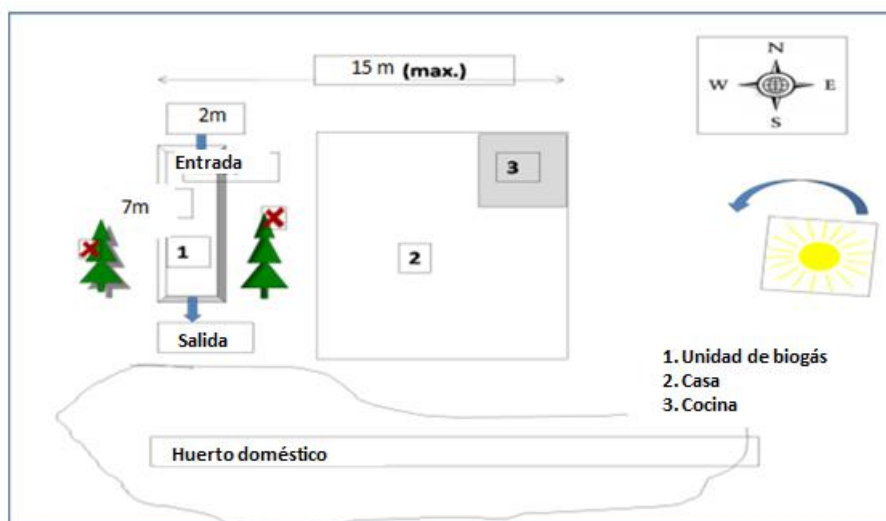 15 m (max.)
N
W E
S
2m
Entrada
3
7m
1
2
Salida
1. Unidad de biogás
2. Casa
3. Cocina
Huerto doméstico